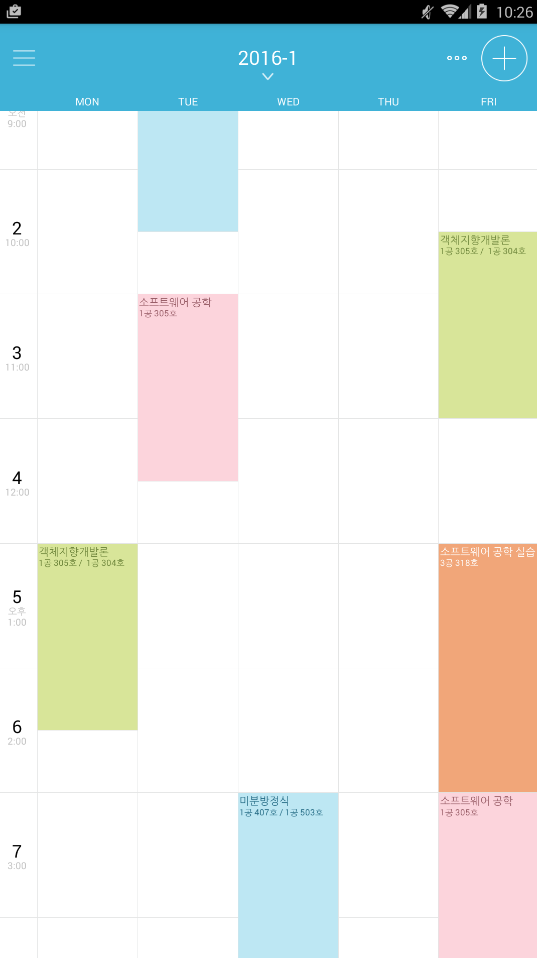 10:26
2016-1
MON TUE WED THU FRI
오전
9:00
2
10:00
객체지향개발론
1공 305호 / 1공 304호
소프트웨어 공학
1공 305호
3
11:00
4
12:00
객체지향개발론
1공 305호 / 1공 304호
소프트웨어 공학 실습
3공 318호
5
오후
1:00
6
2:00
미분방정식
1공 407호 / 1공 503호
소프트웨어 공학
1공 305호
7
3:00